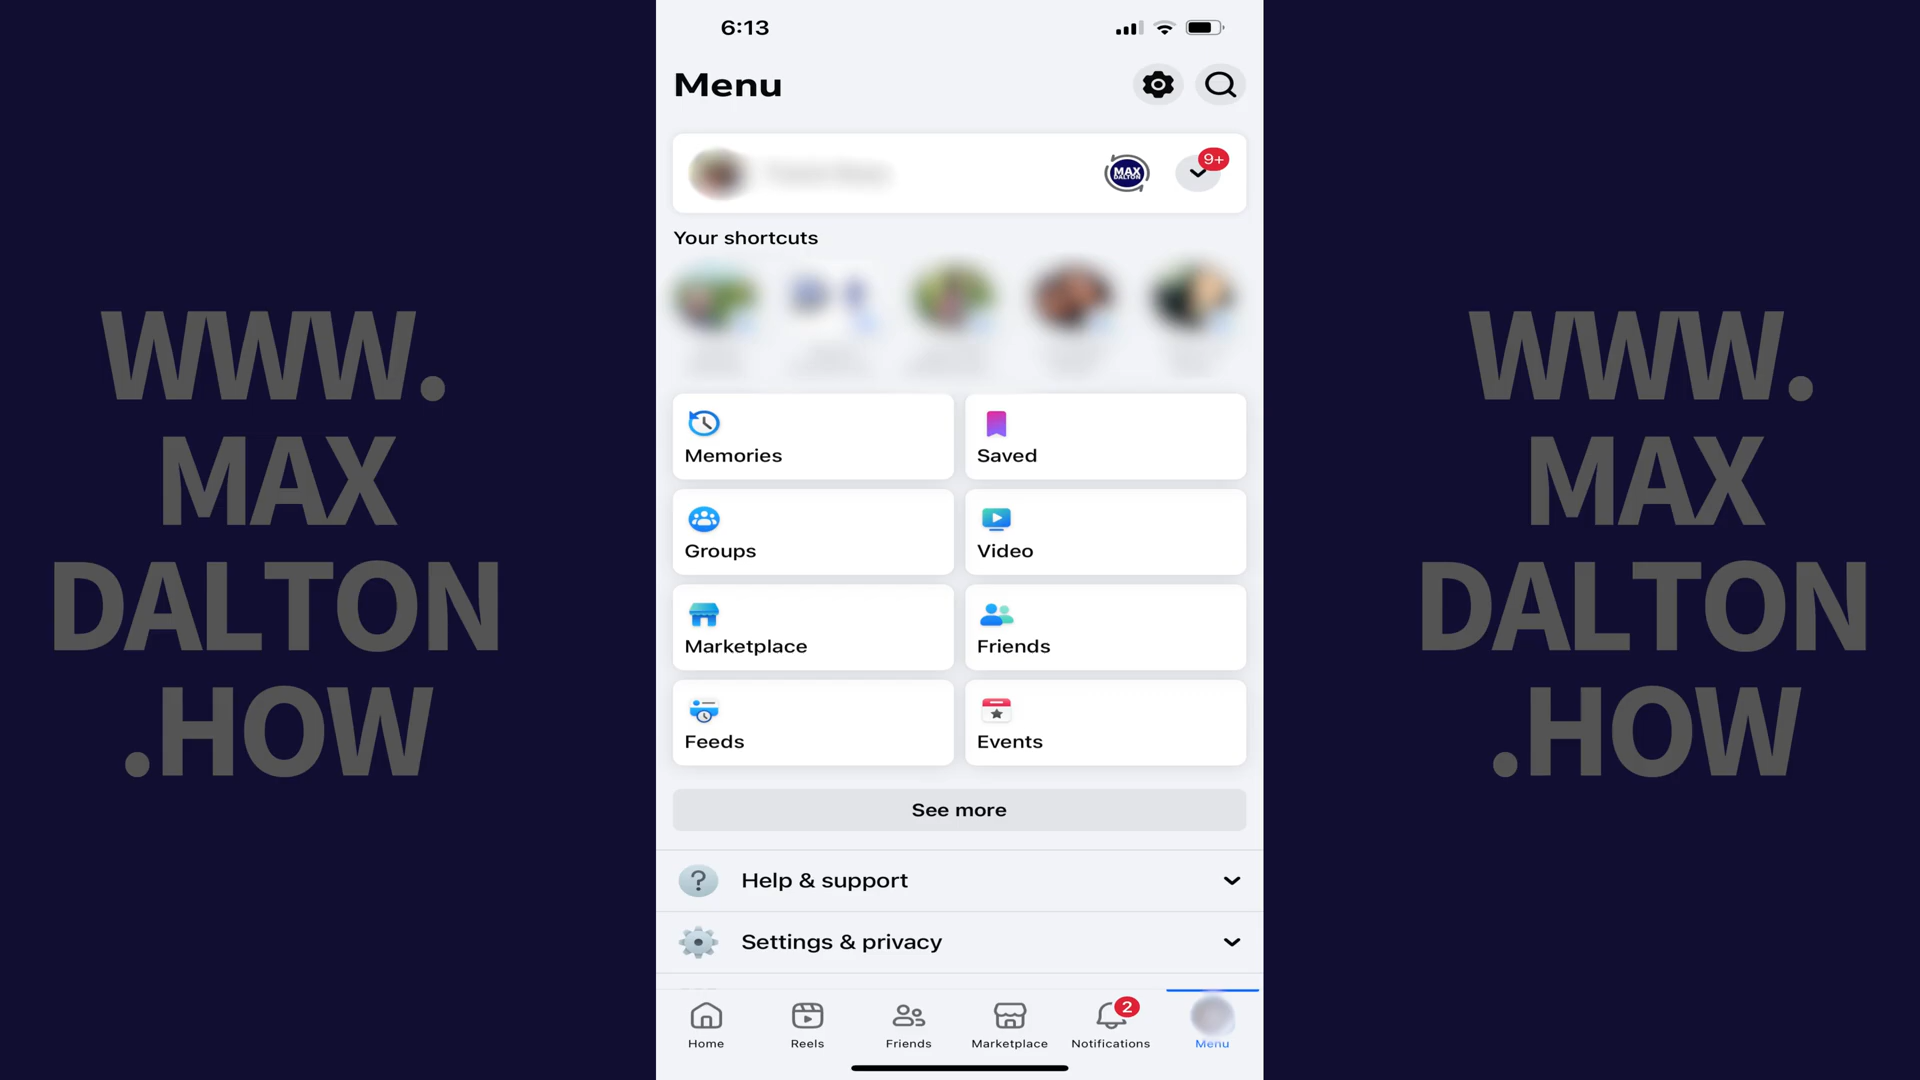 WWW.
MAX
DALTON
.HOW
6:13
Menu
MAX
DALTON
9+
Your shortcuts
Memories
Saved
Groups
Video
Marketplace
Friends
Feeds
Events
See more
?
Help & support
Settings & privacy
Home
Reels
Friends
Marketplace
2
Notifications
Menu
WWW.
MAX
DALTON
.HOW